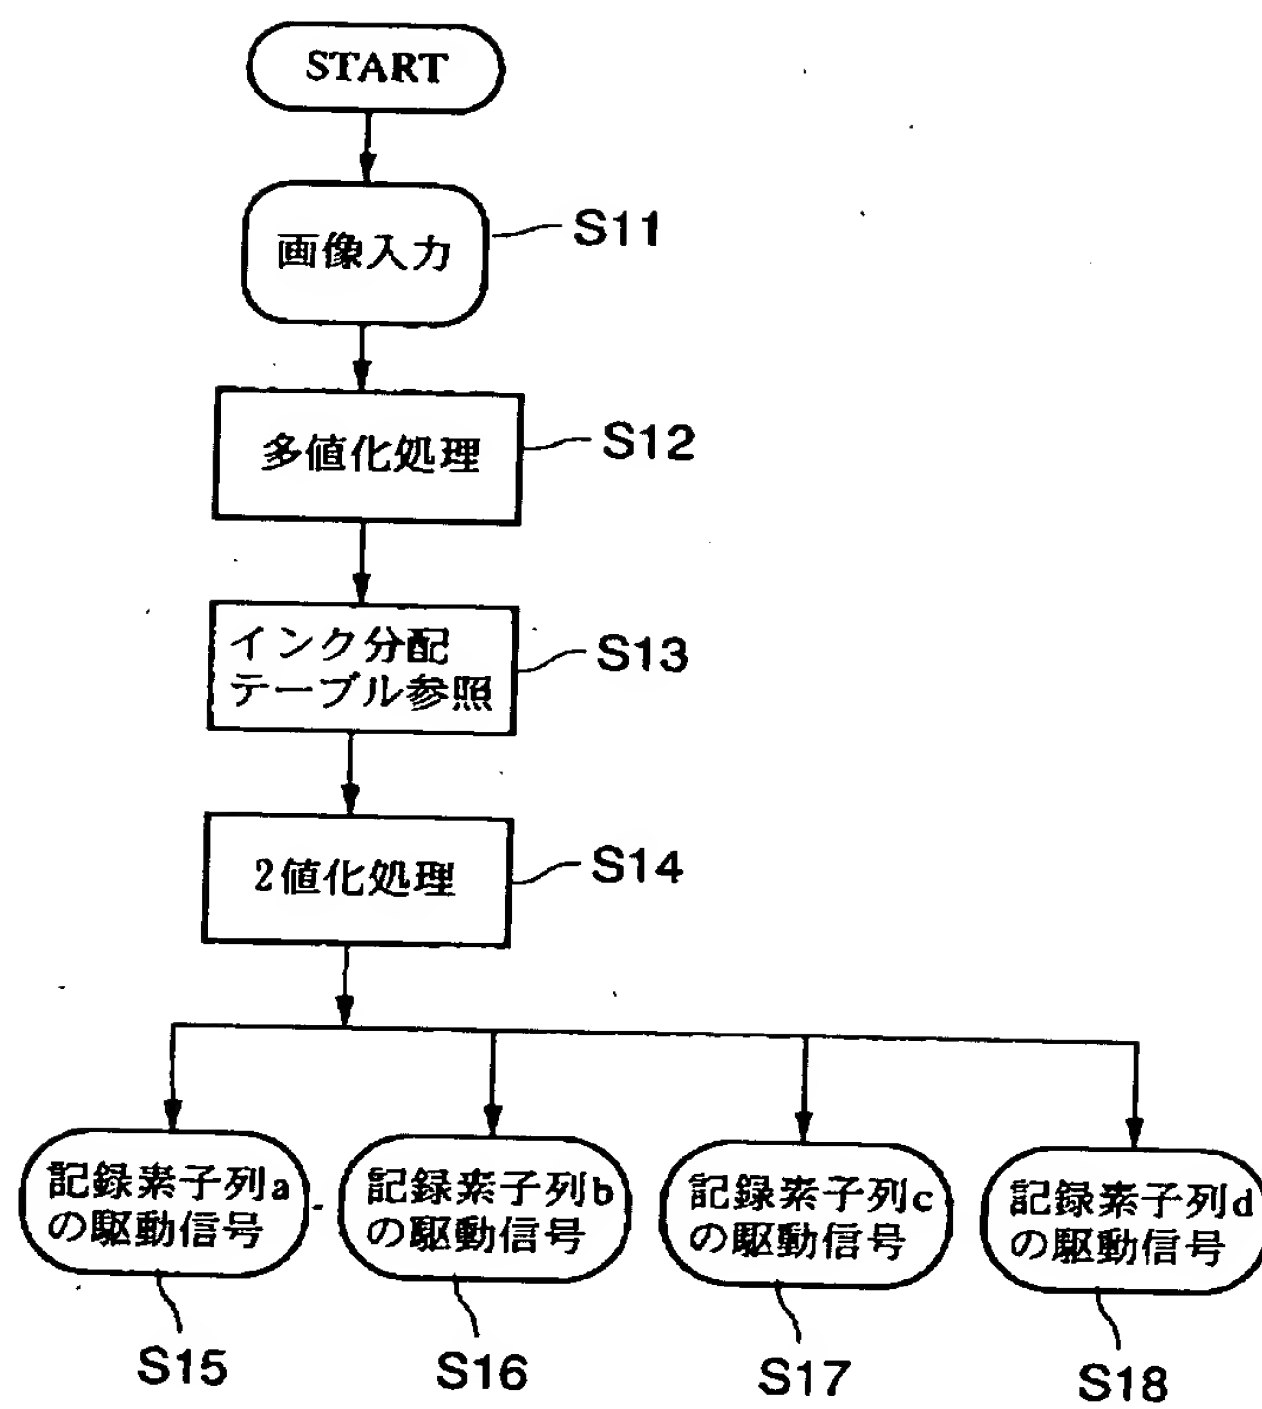 START
画像入力
S11
多値化処理
S12
インク分配
テーブル参照
S13
2値化処理
S14
記録素子列a
の駆動信号
記録素子列b
の駆動信号
記録素子列c
の駆動信号
記録素子列d
の駆動信号
S15
S16
S17
S18